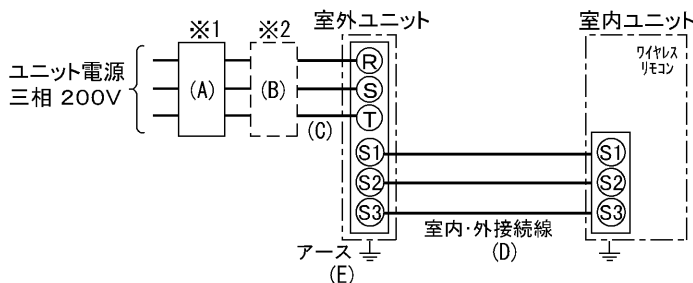 ※1
※2
室外ユニット
室内ユニット
ユニット電源
三相 200V
(A)
(B)
(C)
R
S
T
S1
S2
S3
ワイヤレス
リモコン
S1
S2
S3
室内・外接続線
(D)
アース
(E)